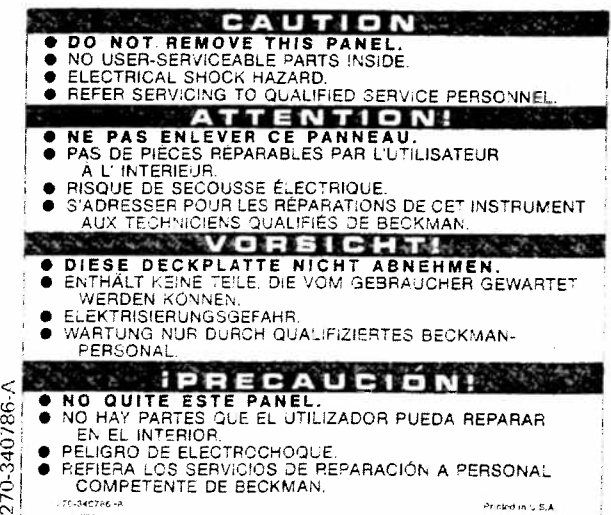 CAUTION
● DO NOT REMOVE THIS PANEL.
● NO USER-SERVICEABLE PARTS INSIDE.
● ELECTRICAL SHOCK HAZARD.
● REFER SERVICING TO QUALIFIED SERVICE PERSONNEL.
ATTENTION!
● NE PAS ENLEVER CE PANNEAU.
● PAS DE PIÈCES RÉPARABLES PAR L'UTILISATEUR
À L' INTERIEUR.
● RISQUE DE SECOUSSE ÉLECTRIQUE.
● S'ADRESSER POUR LES RÉPARATIONS DE CET INSTRUMENT
AUX TECHNICIENS QUALIFIÉS DE BECKMAN.
VORSICHT!
● DIESE DECKPLATTE NICHT ABNEHMEN.
● ENTHÄLT KEINE TEILE, DIE VOM GEBRAUCHER GEWARTET
WERDEN KÖNNEN.
● ELEKTRISIERUNGSGEFAHR.
● WARTUNG NUR DURCH QUALIFIZIERTES BECKMAN-
PERSONAL.
¡PRECAUCIÓN!
● NO QUITE ESTE PANEL.
● NO HAY PARTES QUE EL UTILIZADOR PUEDA REPARAR
EN EL INTERIOR.
● PELIGRO DE ELECTROCHOQUE.
● REFIERA LOS SERVICIOS DE REPARACIÓN A PERSONAL
COMPETENTE DE BECKMAN.
270-340786-A
Printed in U.S.A.
270-340786-A